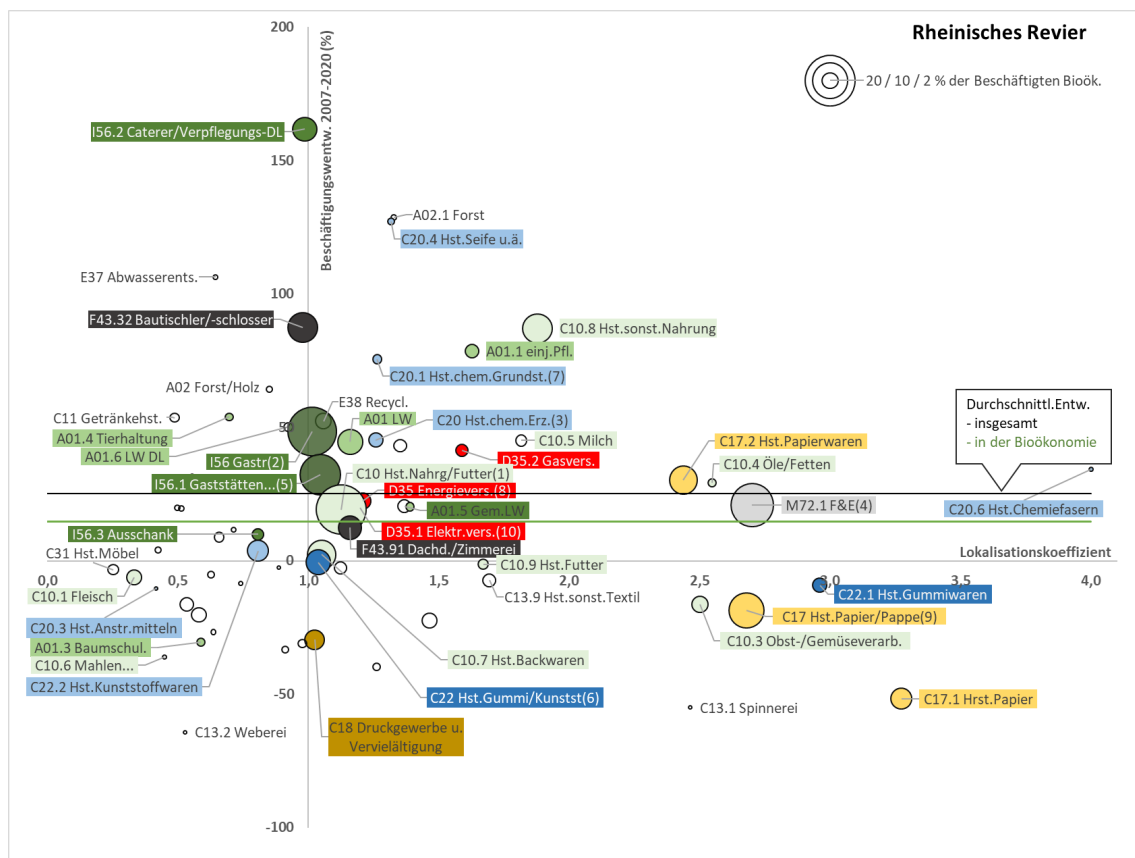 Rheinisches Revier
20 / 10 / 2 % der Beschäftigten Bioök.
Beschäftigungswentw. 2007-2020 (%)
200
150
100
50
0
-50
-100
I56.2 Caterer/Verpflegungs-DL
A02.1 Forst
C20.4 Hst.Seife u.ä.
E37 Abwasserents.
F43.32 Bautischler/-schlosser
C10.8 Hst.sonst.Nahrung
A01.1 einj.Pfl.
C20.1 Hst.chem.Grundst.(7)
A02 Forst/Holz
E38 Recycl.
C11 Getränkehst.
A01 LW
C20 Hst.chem.Erz.(3)
A01.4 Tierhaltung
A01.6 LW DL
I56 Gastr(2)
C10.5 Milch
D35.2 Gasvers.
C17.2 Hst.Papierwaren
C10.4 Öle/Fetten
Durchschnittl.Entw.
- insgesamt
- in der Bioökonomie
C10 Hst.Nahrg/Futter(1)
I56.1 Gaststätten...(5)
D35 Energievers.(8)
A01.5 Gem.LW
M72.1 F&E(4)
C20.6 Hst.Chemiefasern
D35.1 Elektr.vers.(10)
I56.3 Ausschank
F43.91 Dachd./Zimmerei
C31 Hst.Möbel
Lokalisationskoeffizient
0,0
0,5
1,0
1,5
2,0
2,5
3,0
3,5
4,0
C10.9 Hst.Futter
C10.1 Fleisch
C13.9 Hst.sonst.Textil
C22.1 Hst.Gummiwaren
C17 Hst.Papier/Pappe(9)
C20.3 Hst.Anstr.mitteln
A01.3 Baumschul.
C10.3 Obst-/Gemüseverarb.
C10.6 Mahlen...
C10.7 Hst.Backwaren
C22.2 Hst.Kunststoffwaren
C22 Hst.Gummi/Kunstst(6)
C17.1 Hrst.Papier
C13.1 Spinnerei
C13.2 Weberei
C18 Druckgewerbe u.
Vervielältigung